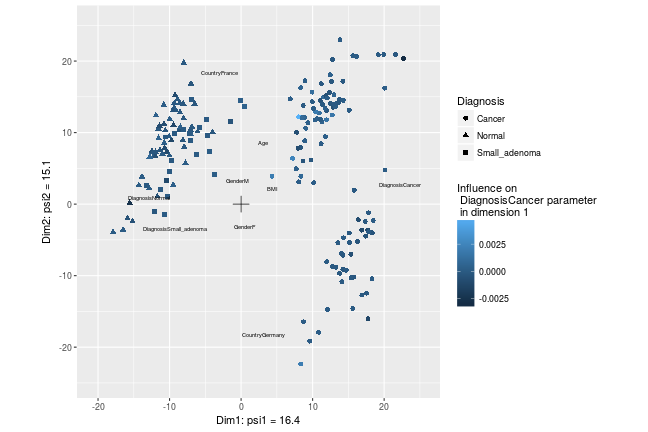 20
10
0
-10
-20
Dim2: psi2 = 15.1
CountryFrance
Age
GenderM
BMI
DiagnosisCancer
DiagnosisSmall_adenoma
GenderF
CountryGermany
-20
-10
0
10
20
Dim1: psi1 = 16.4
Diagnosis
Cancer
Normal
Small_adenoma
Influence on
DiagnosisCancer parameter
in dimension 1
0.0025
0.0000
-0.0025